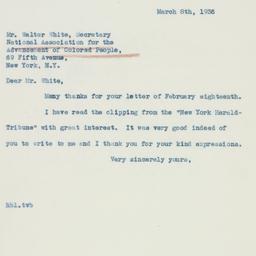 March 8th, 1936
Mr. Walter White, Secretary
National Association for the
Advancement of Colored People,
69 Fifth Avenue,
New York, N.Y.
Dear Mr. White,
Many thanks for your letter of February eighteenth.
I have read the clipping from the "New York Herald-
Tribune" with great interest. It was very good indeed of
you to write to me and I thank you for your kind expressions.
Very sincerely yours,